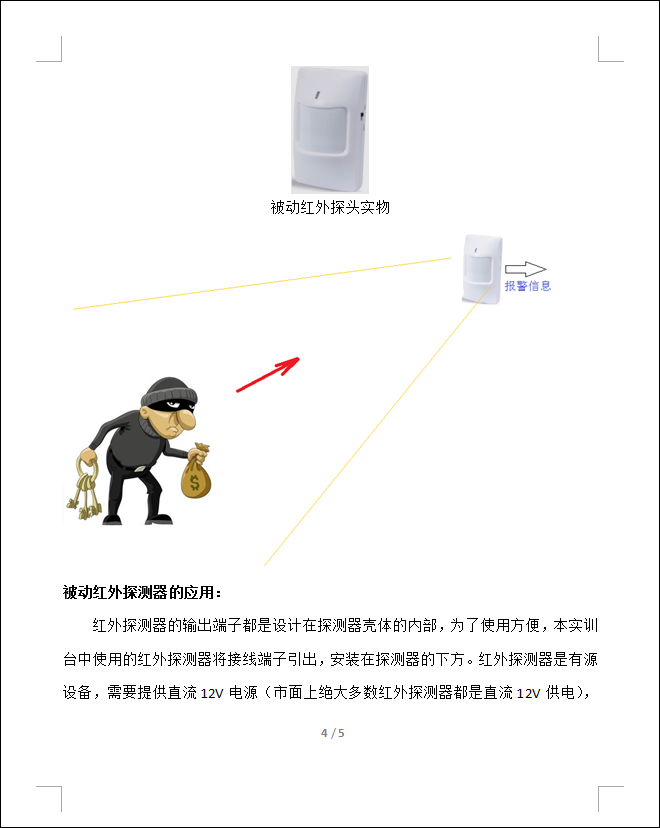 被动红外探头实物
报警信息
$
被动红外探测器的应用：
红外探测器的输出端子都是设计在探测器壳体的内部，为了使用方便，本实训
台中使用的红外探测器将接线端子引出，安装在探测器的下方。红外探测器是有源
设备，需要提供直流 12V 电源（市面上绝大多数红外探测器都是直流 12V 供电），
4 / 5